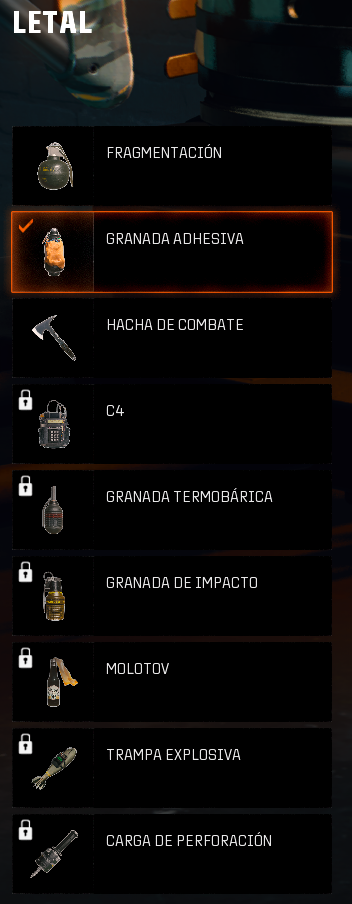 LETAL
FRAGMENTACIÓN
GRANADA ADHESIVA
HACHA DE COMBATE
C4
GRANADA TERMOBÁRICA
GRANADA DE IMPACTO
MOLOTOV
TRAMPA EXPLOSIVA
CARGA DE PERFORACIÓN